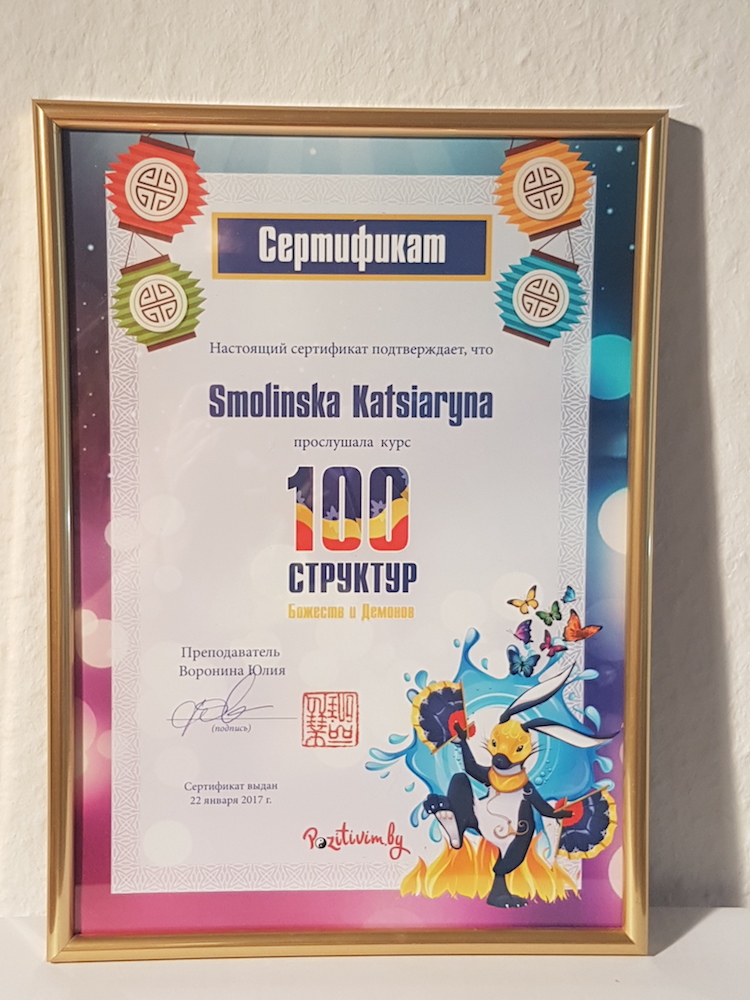 Сертификат
Настоящий сертификат подтверждает, что
Smolinska Katsiaryna
прослушала курс
100
СТРУКТУР
Божеств и Демонов
Преподаватель
Воронина Юлия
(подпись)
Сертификат выдан
22 января 2017 г.
Pozitivim.by